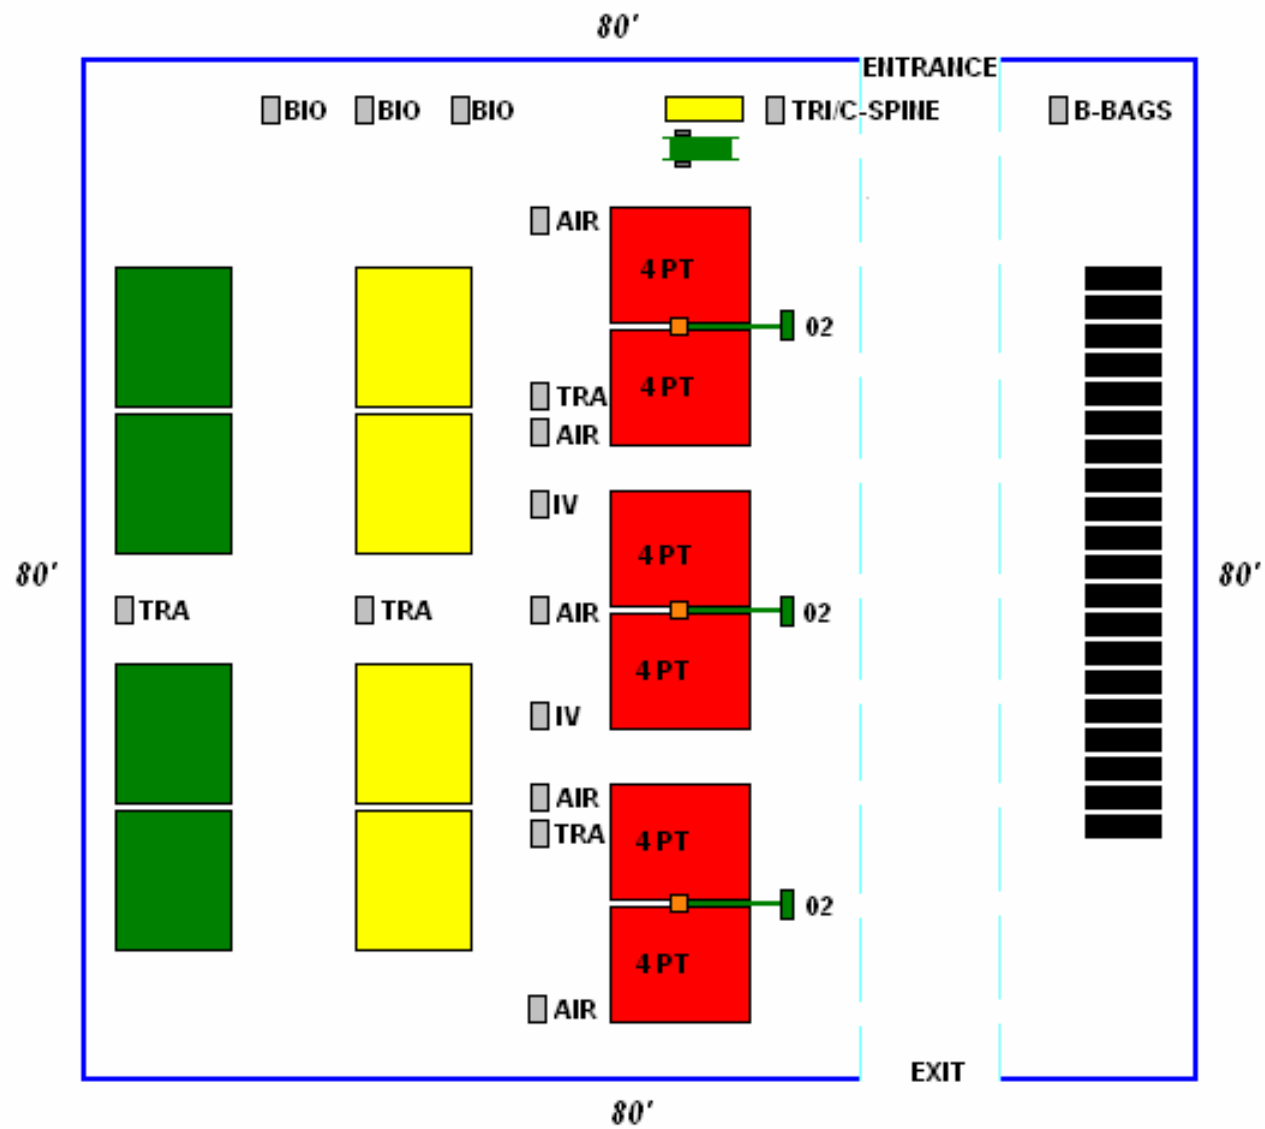 80'
ENTRANCE
BIO BIO BIO TRI/C-SPINE B-BAGS
AIR
4 PT
02
4 PT
TRA
AIR
IV
4 PT
80' 80'
TRA TRA AIR 02
4 PT
IV
AIR
TRA 4 PT
02
4 PT
AIR
EXIT
80'